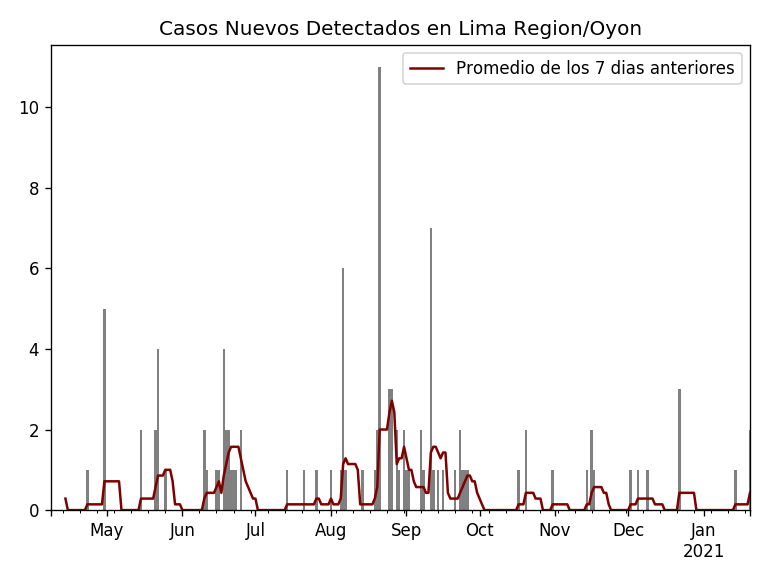 Casos Nuevos Detectados en Lima Region/Oyon
Promedio de los 7 dias anteriores
10
8
6
4
2
0
May Jun Jul Aug Sep Oct Nov Dec Jan
2021